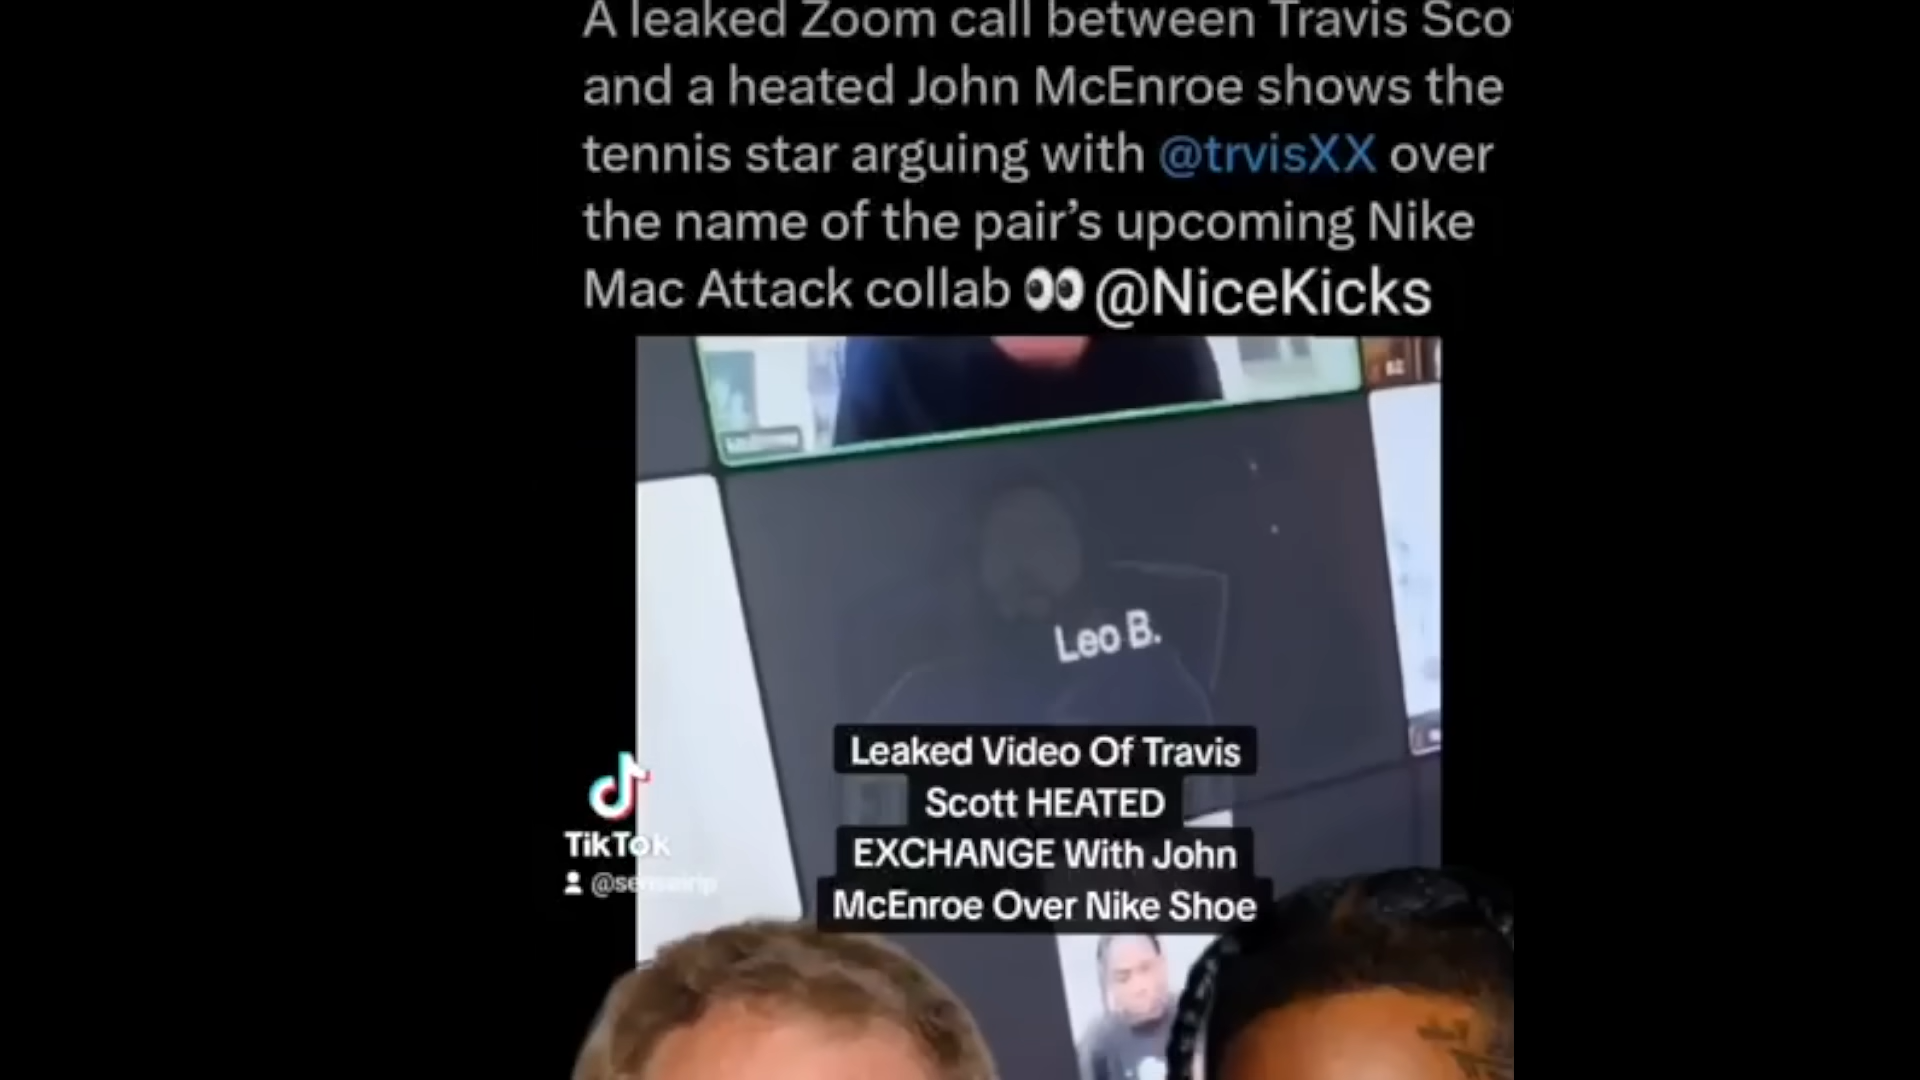 A leaked Zoom call between Travis Sco
and a heated John McEnroe shows the
tennis star arguing with @trvisXX over
the name of the pair’s upcoming Nike
Mac Attack collab 👀 @NiceKicks
Leo B.
Leaked Video Of Travis
Scott HEATED
EXCHANGE With John
McEnroe Over Nike Shoe
TikTok